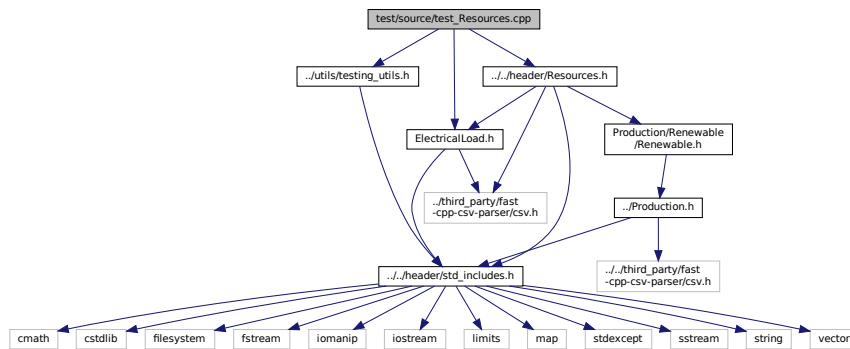 test/source/test_Resources.cpp
../utils/testing_utils.h
../../header/Resources.h
ElectricalLoad.h
Production/Renewable
/Renewable.h
../third_party/fast
-cpp-csv-parser/csv.h
../Production.h
../../header/std_includes.h
../../third_party/fast
-cpp-csv-parser/csv.h
cmath
cstdlib
filesystem
fstream
iomanip
iostream
limits
map
stdexcept
sstream
string
vector